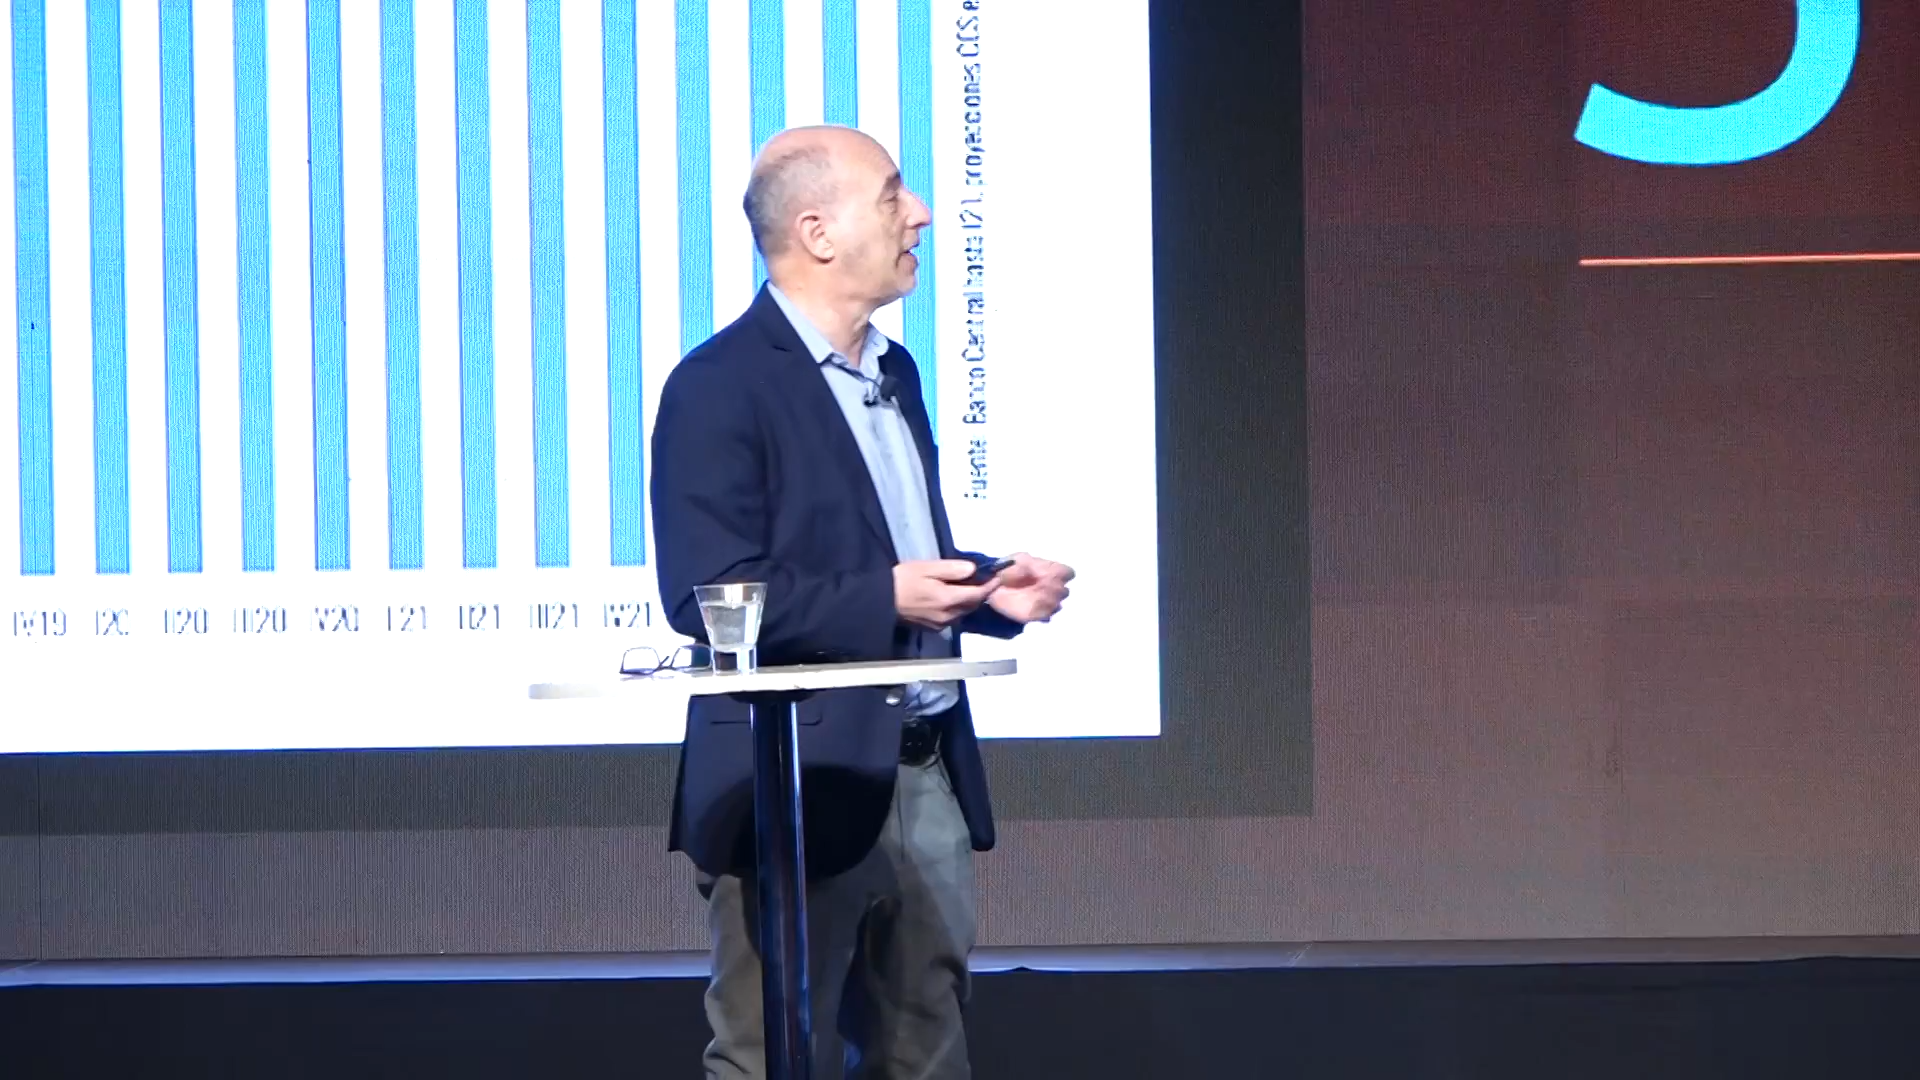 IV19 I20 II20 III20 IV20 I21 II21 III21 IV21
Fuente: Banco Central hasta I21, proyecciones CCS e